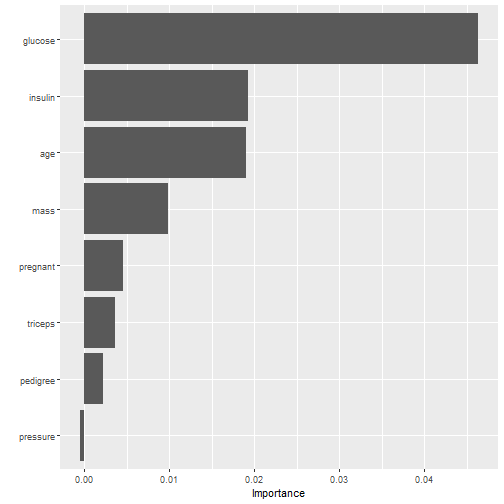 glucose
insulin
age
mass
pregnant
triceps
pedigree
pressure
0.00 0.01 0.02 0.03 0.04
Importance